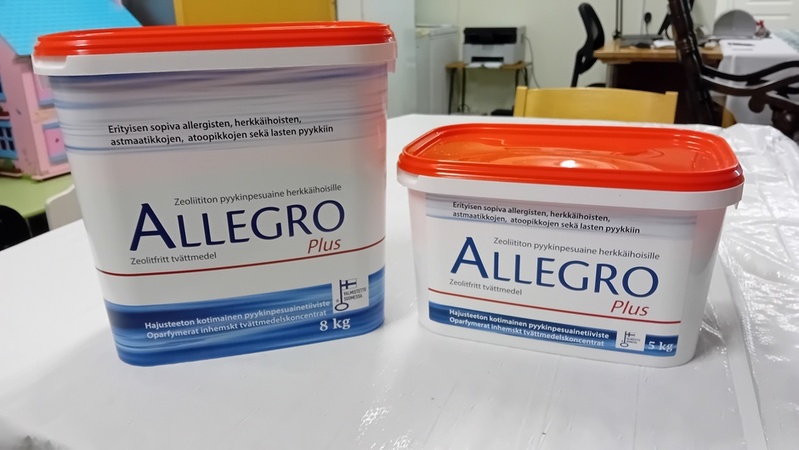 Erityisen sopiva allergisten, herkkäihoisten,
astmaatikkojen, atoopikkojen sekä lasten pyykkiin
Zeoliititon pyykinpesuaine herkkäihoisille
ALLEGRO
Plus
Zeolitfritt tvättmedel
VALMISTETTU
SUOMESSA
Hajusteeton kotimainen pyykinpesuainetiiviste
Oparfymerat inhemskt tvättmedelskoncentrat
8 kg
Erityisen sopiva allergisten, herkkäihoisten,
astmaatikkojen, atoopikkojen sekä lasten pyykkiin
Zeoliititon pyykinpesuaine herkkäihoisille
ALLEGRO
Plus
Zeolitfritt tvättmedel
Hajusteeton kotimainen pyykinpesuainetiiviste
Oparfymerat inhemskt tvättmedelskoncentrat
5 kg